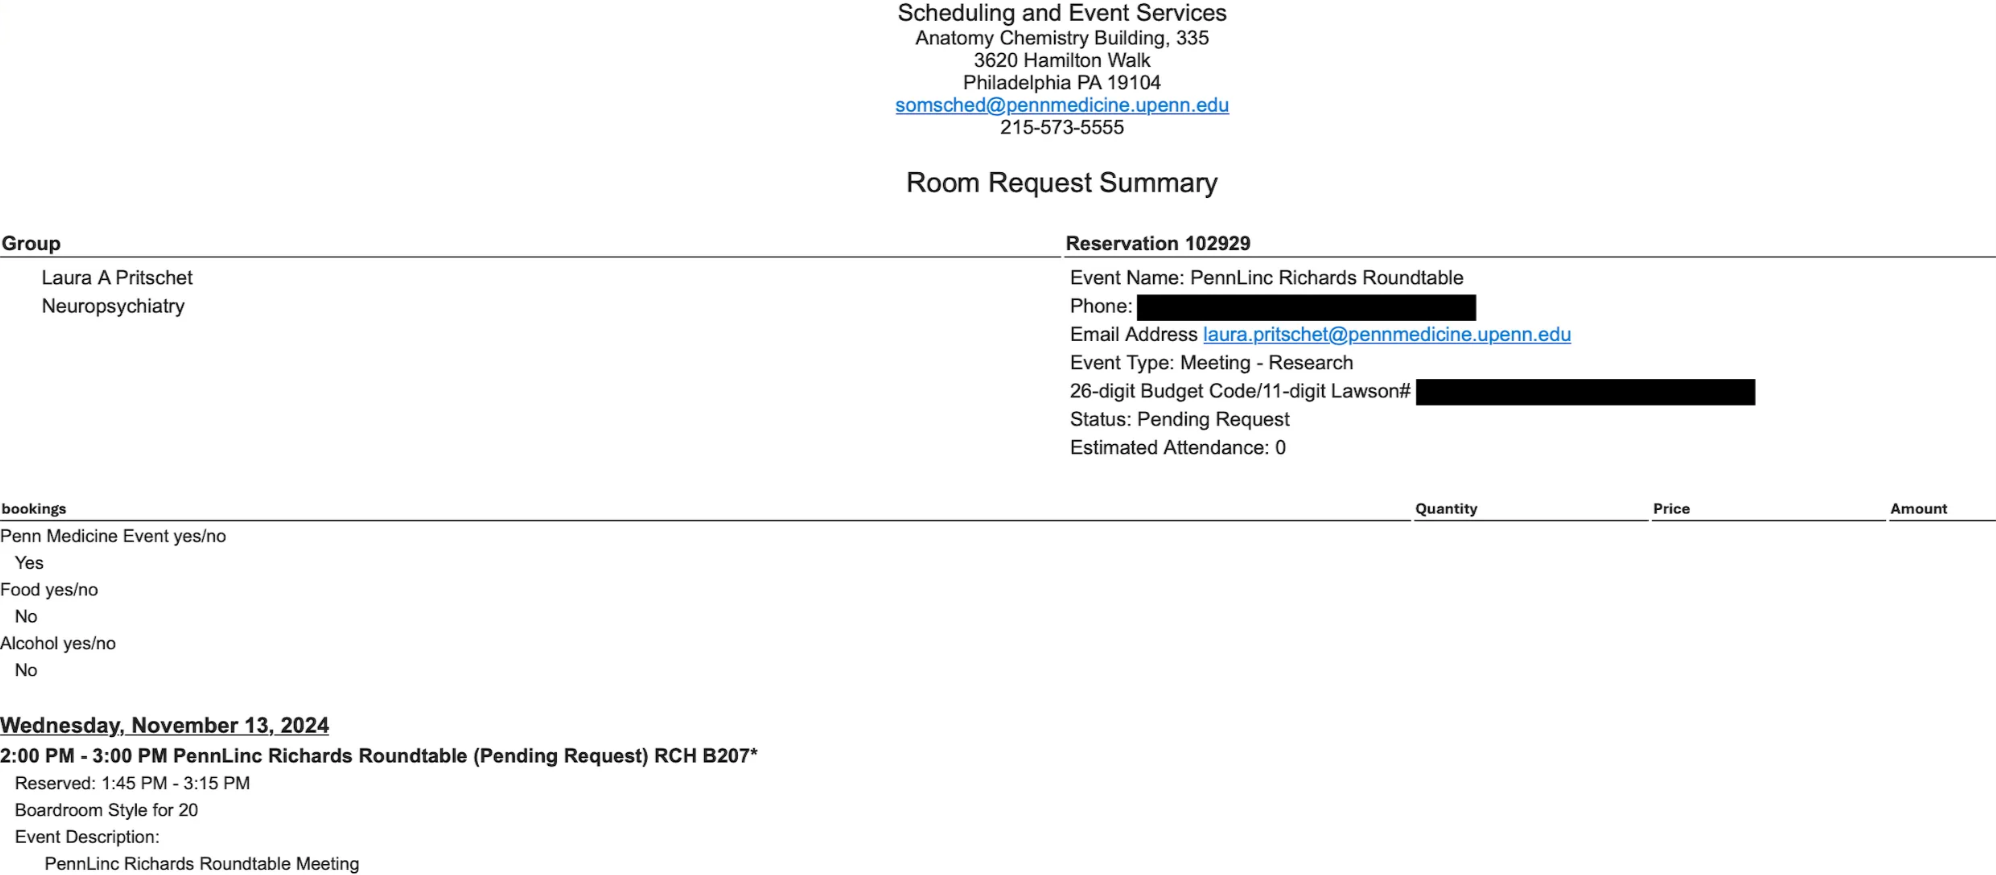 Scheduling and Event Services
Anatomy Chemistry Building, 335
3620 Hamilton Walk
Philadelphia PA 19104
somsched@pennmedicine.upenn.edu
215-573-5555
Room Request Summary
Group
Laura A Pritschet
Neuropsychiatry
Reservation 102929
Event Name: PennLinc Richards Roundtable
Phone:
Email Address laura.pritschet@pennmedicine.upenn.edu
Event Type: Meeting - Research
26-digit Budget Code/11-digit Lawson#
Status: Pending Request
Estimated Attendance: 0
bookings Quantity Price Amount
Penn Medicine Event yes/no
Yes
Food yes/no
No
Alcohol yes/no
No
Wednesday, November 13, 2024
2:00 PM - 3:00 PM PennLinc Richards Roundtable (Pending Request) RCH B207*
Reserved: 1:45 PM - 3:15 PM
Boardroom Style for 20
Event Description:
PennLinc Richards Roundtable Meeting